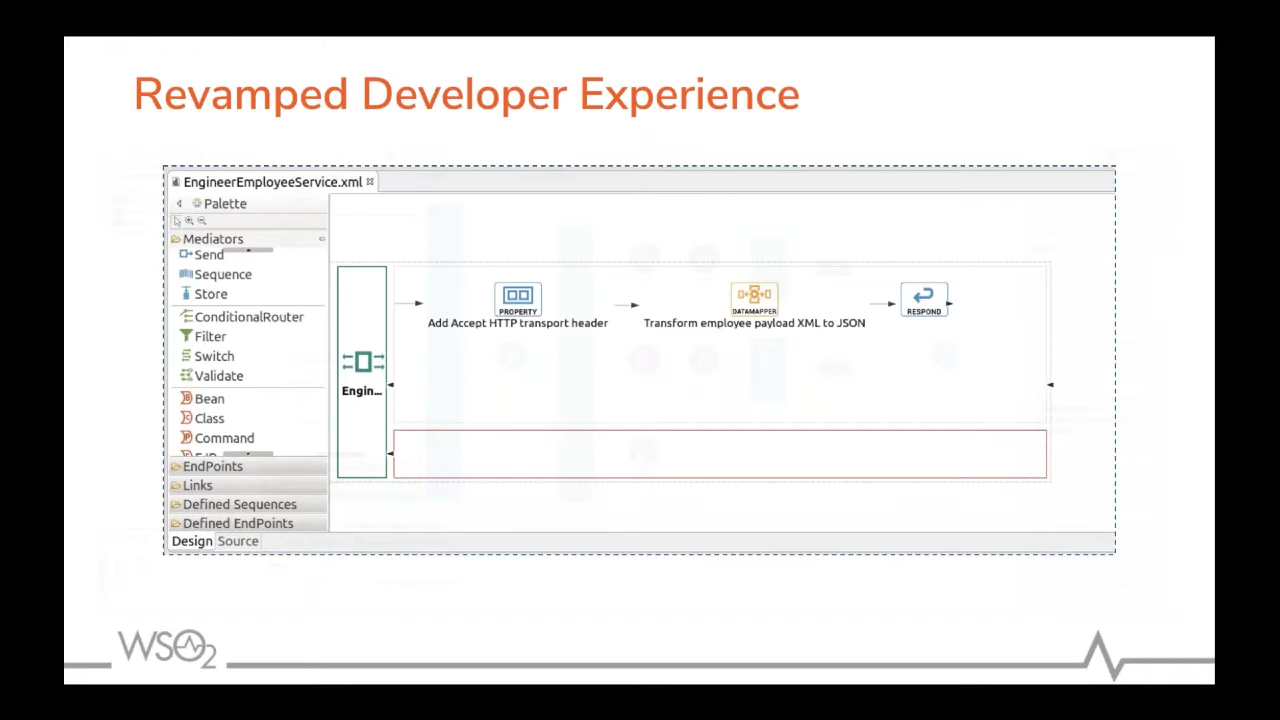 Revamped Developer Experience
EngineerEmployeeService.xml
Palette
Mediators
Send
Sequence
Store
ConditionalRouter
Filter
Switch
Validate
Bean
Class
Command
EndPoints
Links
Defined Sequences
Defined EndPoints
Design Source
Engin...
PROPERTY
Add Accept HTTP transport header
DATAMAPPER
Transform employee payload XML to JSON
RESPOND
WSO2